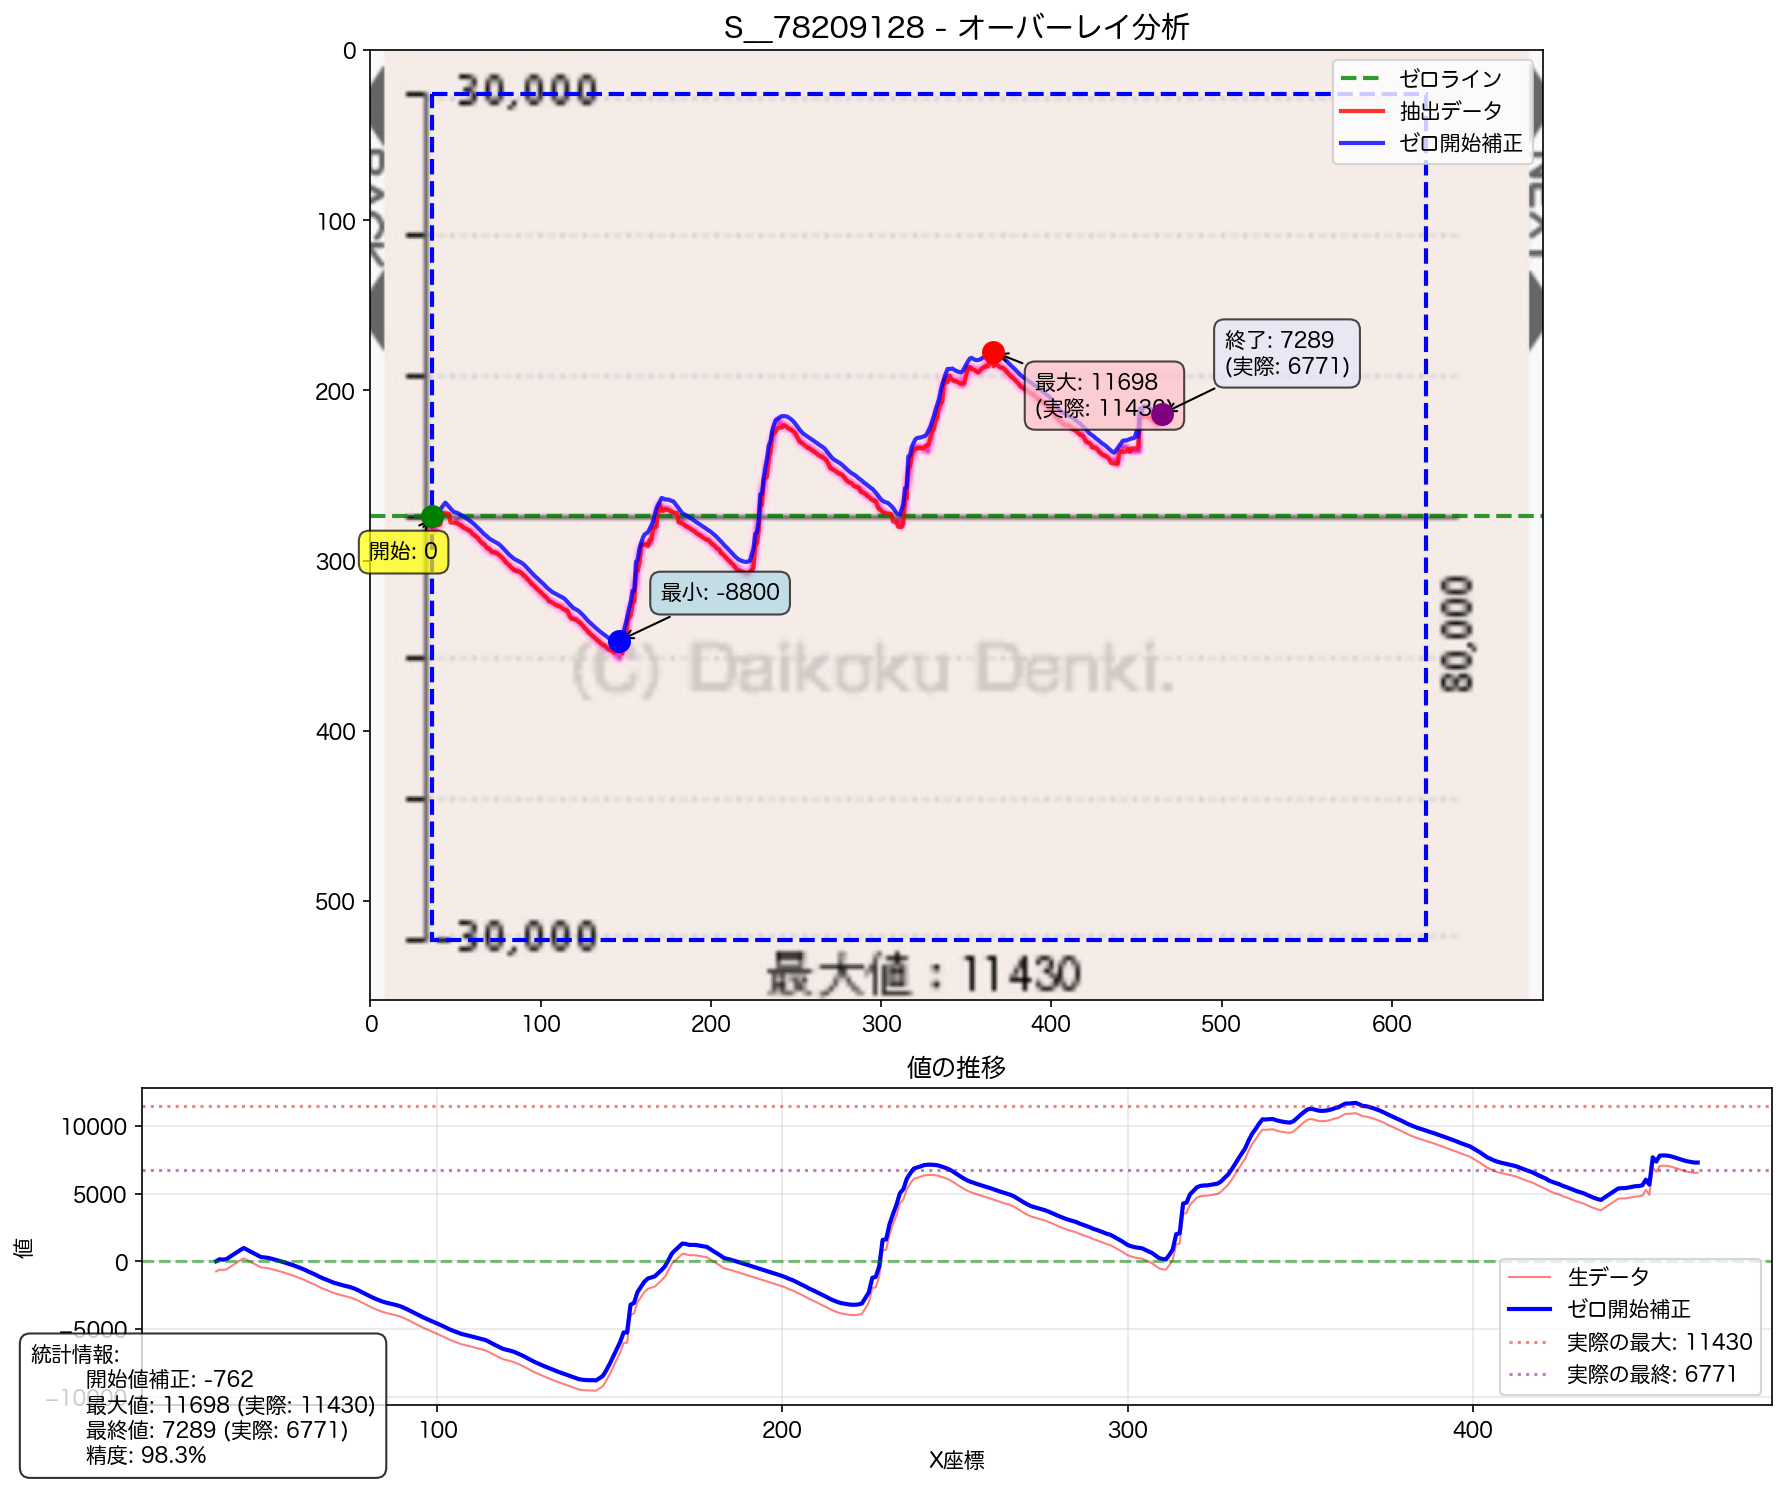 S__78209128 - オーバーレイ分析
0
100
200
300
400
500
30,000
ゼロライン
抽出データ
ゼロ開始補正
終了: 7289
(実際: 6771)
最大: 11698
(実際: 11430)
開始: 0
最小: -8800
(C) Daikoku Denki.
80,000
-30,000
最大値：11430
BACK
NEXT
0
100
200
300
400
500
600
値の推移
値
10000
5000
0
−5000
−10000
生データ
ゼロ開始補正
実際の最大: 11430
実際の最終: 6771
統計情報:
開始値補正: -762
最大値: 11698 (実際: 11430)
最終値: 7289 (実際: 6771)
精度: 98.3%
100
200
300
400
X座標